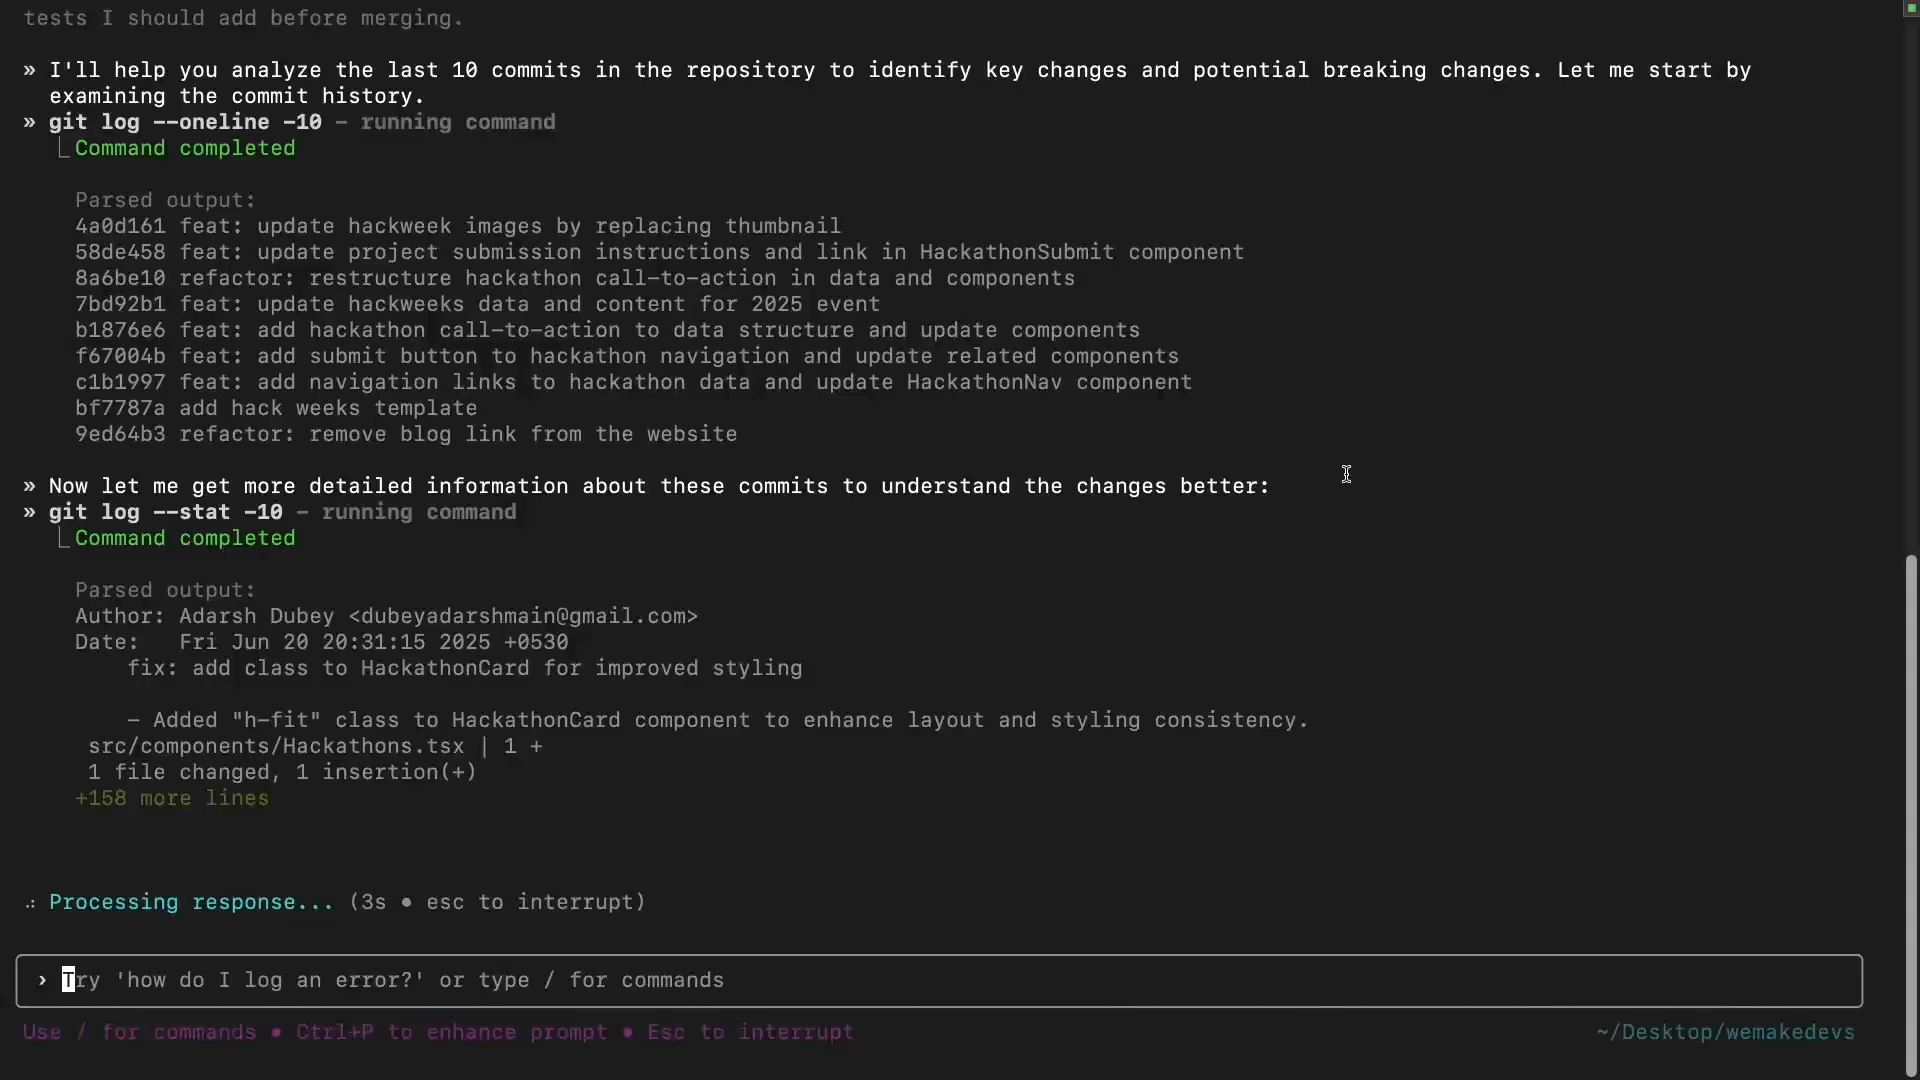 tests I should add before merging.
» I'll help you analyze the last 10 commits in the repository to identify key changes and potential breaking changes. Let me start by
examining the commit history.
» git log --oneline -10 – running command
Command completed
Parsed output:
4a0d161 feat: update hackweek images by replacing thumbnail
58de458 feat: update project submission instructions and link in HackathonSubmit component
8a6be10 refactor: restructure hackathon call-to-action in data and components
7bd92b1 feat: update hackweeks data and content for 2025 event
b1876e6 feat: add hackathon call-to-action to data structure and update components
f67004b feat: add submit button to hackathon navigation and update related components
c1b1997 feat: add navigation links to hackathon data and update HackathonNav component
bf7787a add hack weeks template
9ed64b3 refactor: remove blog link from the website
» Now let me get more detailed information about these commits to understand the changes better:
» git log --stat -10 – running command
Command completed
Parsed output:
Author: Adarsh Dubey <dubeyadarshmain@gmail.com>
Date:   Fri Jun 20 20:31:15 2025 +0530
fix: add class to HackathonCard for improved styling
– Added "h-fit" class to HackathonCard component to enhance layout and styling consistency.
src/components/Hackathons.tsx | 1 +
1 file changed, 1 insertion(+)
+158 more lines
Processing response... (3s • esc to interrupt)
› Try 'how do I log an error?' or type / for commands
Use / for commands • Ctrl+P to enhance prompt • Esc to interrupt
~/Desktop/wemakedevs